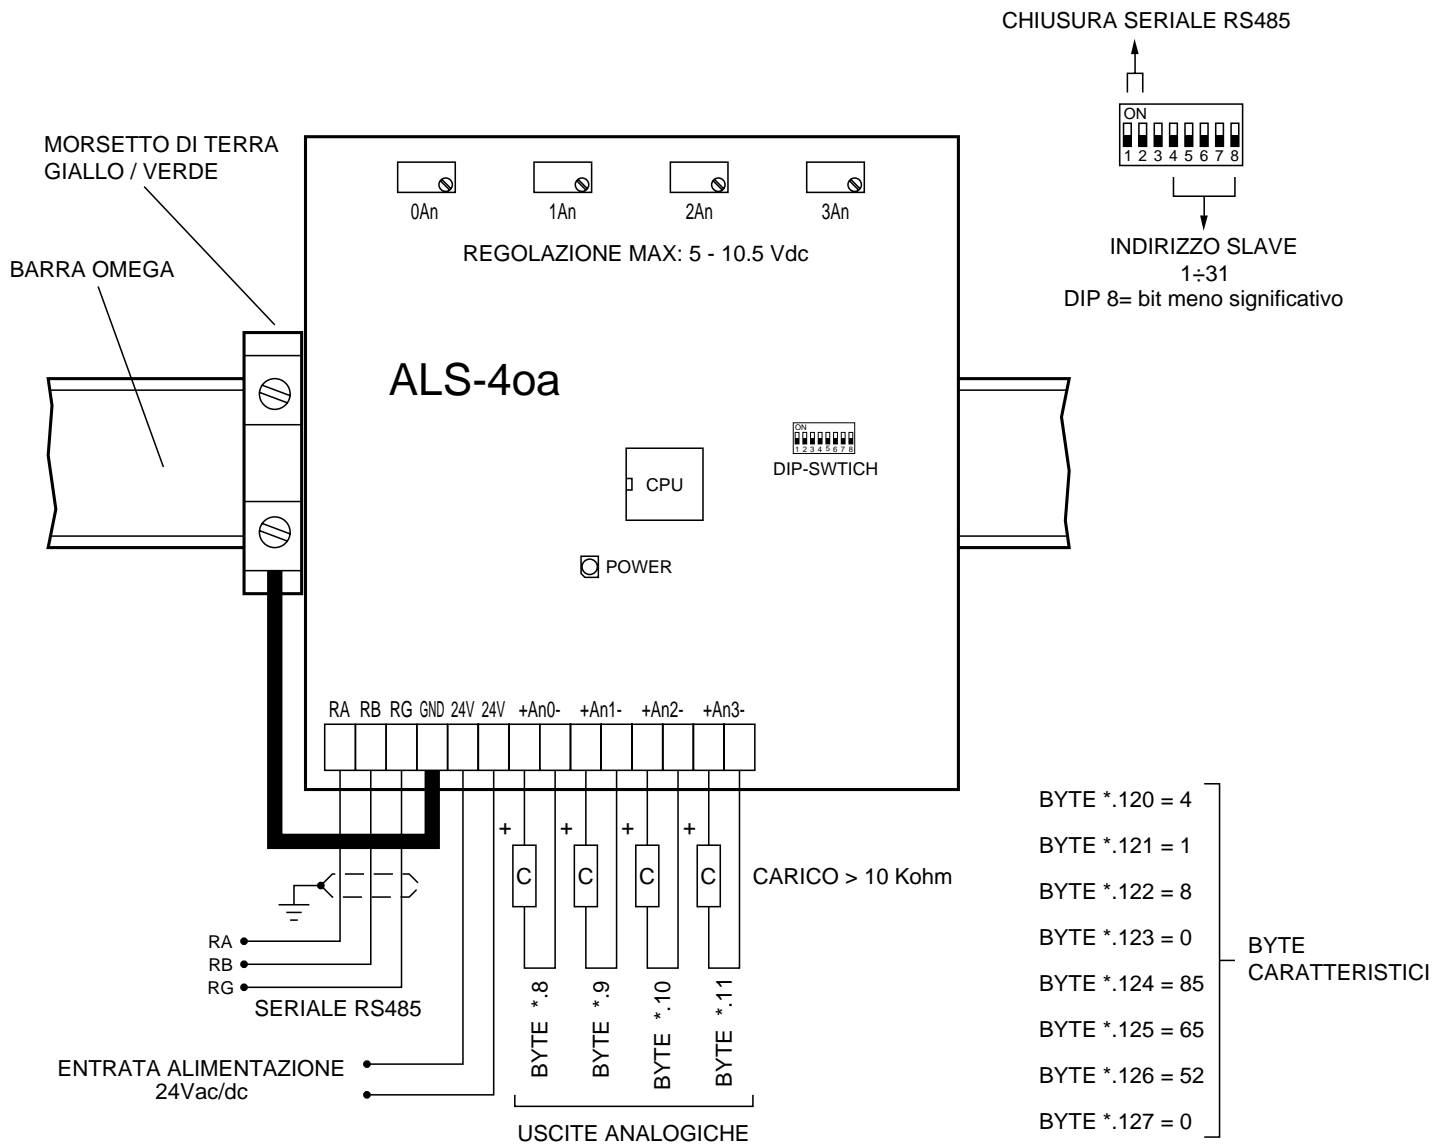 CHIUSURA SERIALE RS485
ON
1 2 3 4 5 6 7 8
INDIRIZZO SLAVE
1÷31
DIP 8= bit meno significativo
MORSETTO DI TERRA
GIALLO / VERDE
BARRA OMEGA
0An 1An 2An 3An
REGOLAZIONE MAX: 5 - 10.5 Vdc
ALS-4oa
ON
1 2 3 4 5 6 7 8
DIP-SWTICH
CPU
POWER
RA RB RG GND 24V 24V +An0- +An1- +An2- +An3-
+ + + +
C C C C
CARICO > 10 Kohm
RA
RB
RG
SERIALE RS485
ENTRATA ALIMENTAZIONE
24Vac/dc
BYTE *.8
BYTE *.9
BYTE *.10
BYTE *.11
USCITE ANALOGICHE
BYTE *.120 = 4
BYTE *.121 = 1
BYTE *.122 = 8
BYTE *.123 = 0
BYTE *.124 = 85
BYTE *.125 = 65
BYTE *.126 = 52
BYTE *.127 = 0
BYTE
CARATTERISTICI